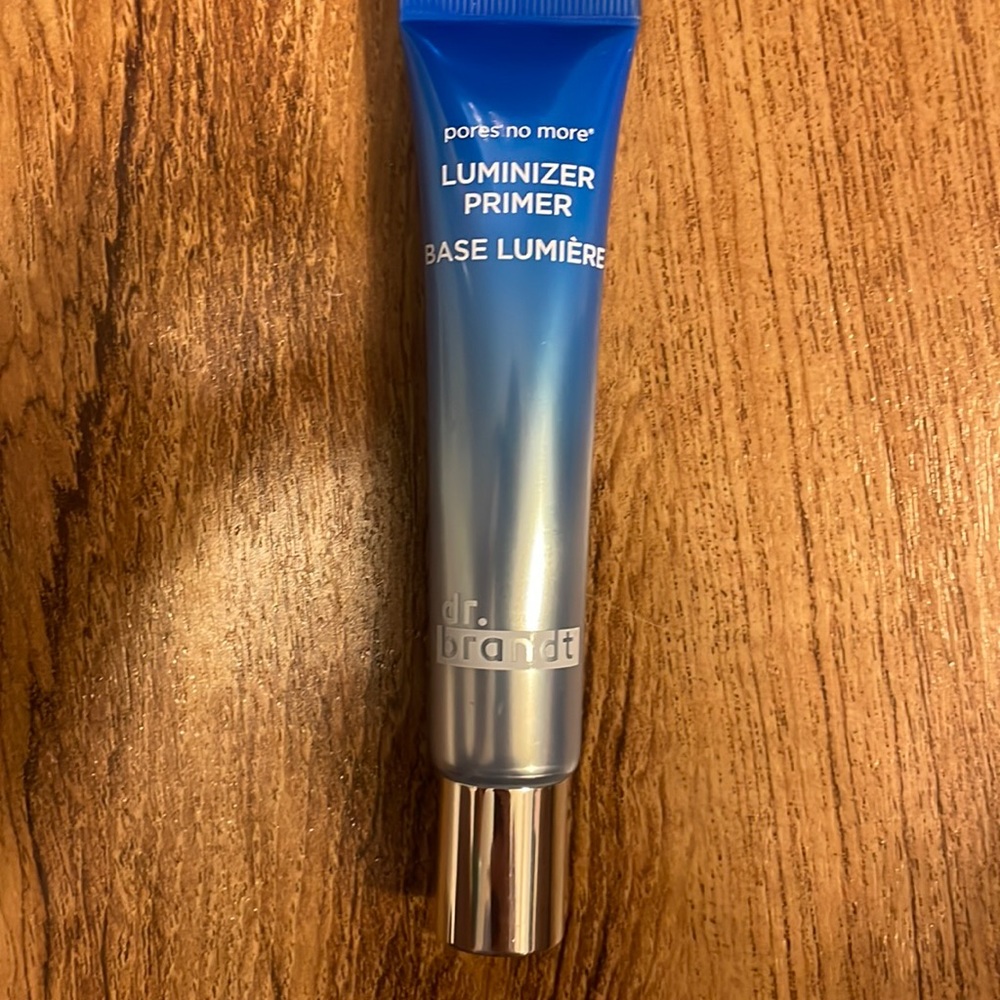 pores no more®
LUMINIZER
PRIMER
BASE LUMIÈRE
dr.
brandt